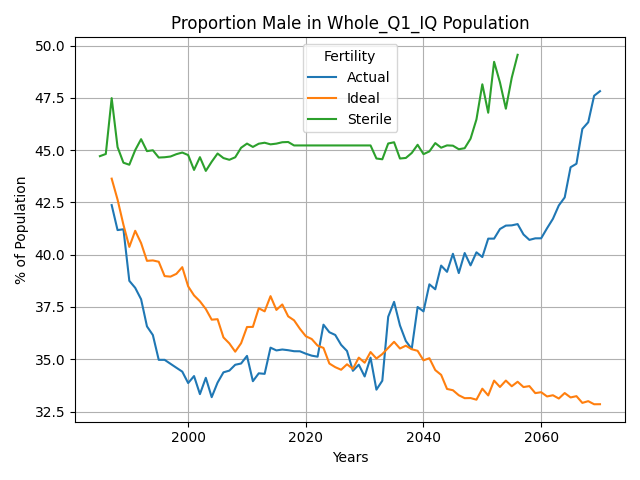 Proportion Male in Whole_Q1_IQ Population
50.0
47.5
45.0
42.5
40.0
37.5
35.0
32.5
% of Population
Fertility
Actual
Ideal
Sterile
2000
2020
2040
2060
Years